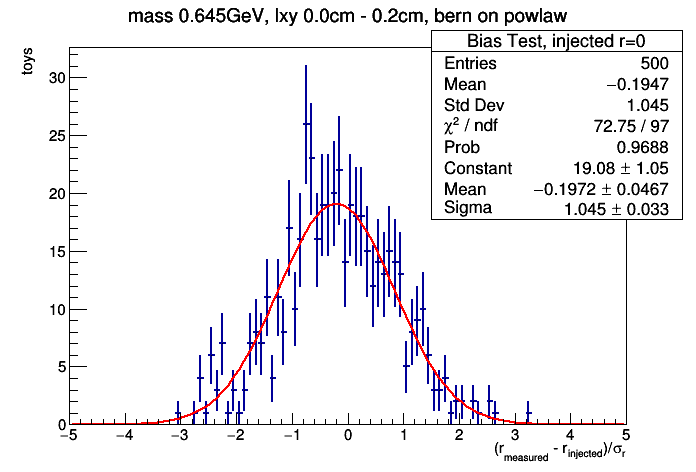 mass 0.645GeV, lxy 0.0cm - 0.2cm, bern on powlaw
toys
Bias Test, injected r=0
Entries 500
Mean −0.1947
Std Dev 1.045
χ² / ndf 72.75 / 97
Prob 0.9688
Constant 19.08 ± 1.05
Mean −0.1972 ± 0.0467
Sigma 1.045 ± 0.033
30
25
20
15
10
5
0
−5 −4 −3 −2 −1 0 1 2 3 4 5
(r_measured - r_injected)/σ_r